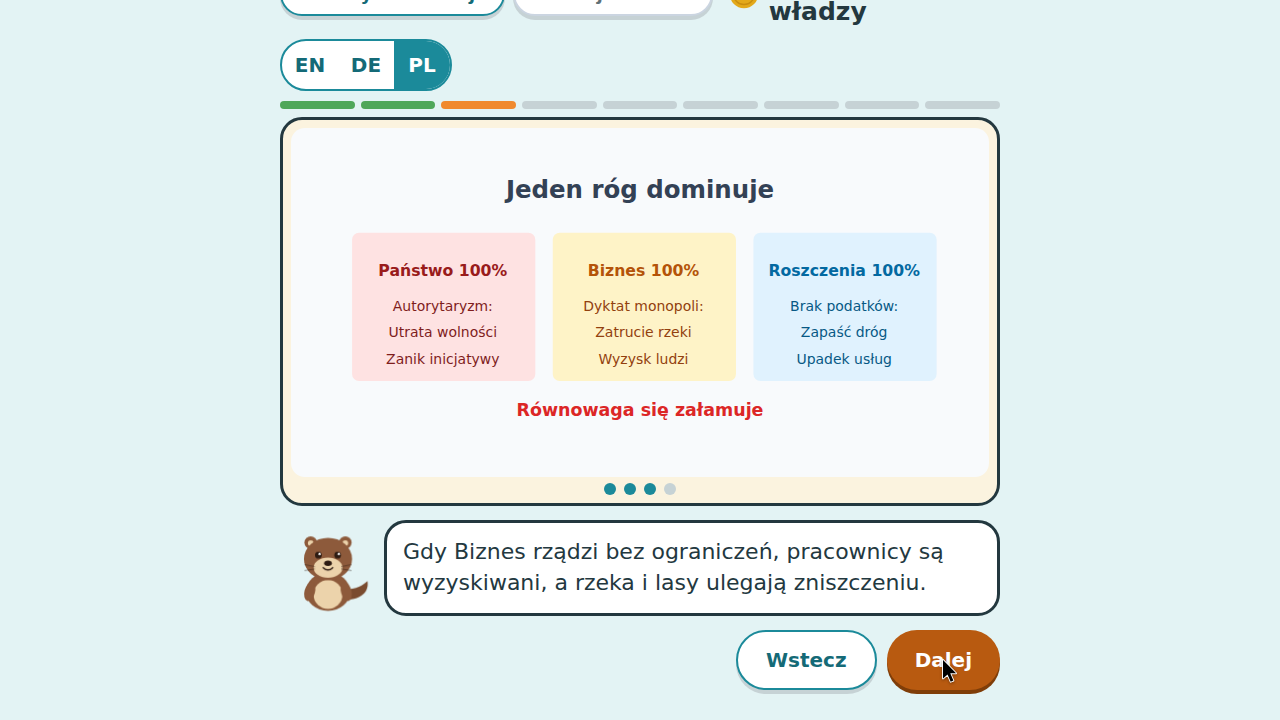 władzy
EN DE PL
Jeden róg dominuje
Państwo 100%
Autorytaryzm:
Utrata wolności
Zanik inicjatywy
Biznes 100%
Dyktat monopoli:
Zatrucie rzeki
Wyzysk ludzi
Roszczenia 100%
Brak podatków:
Zapaść dróg
Upadek usług
Równowaga się załamuje
Gdy Biznes rządzi bez ograniczeń, pracownicy są
wyzyskiwani, a rzeka i lasy ulegają zniszczeniu.
Wstecz
Dalej